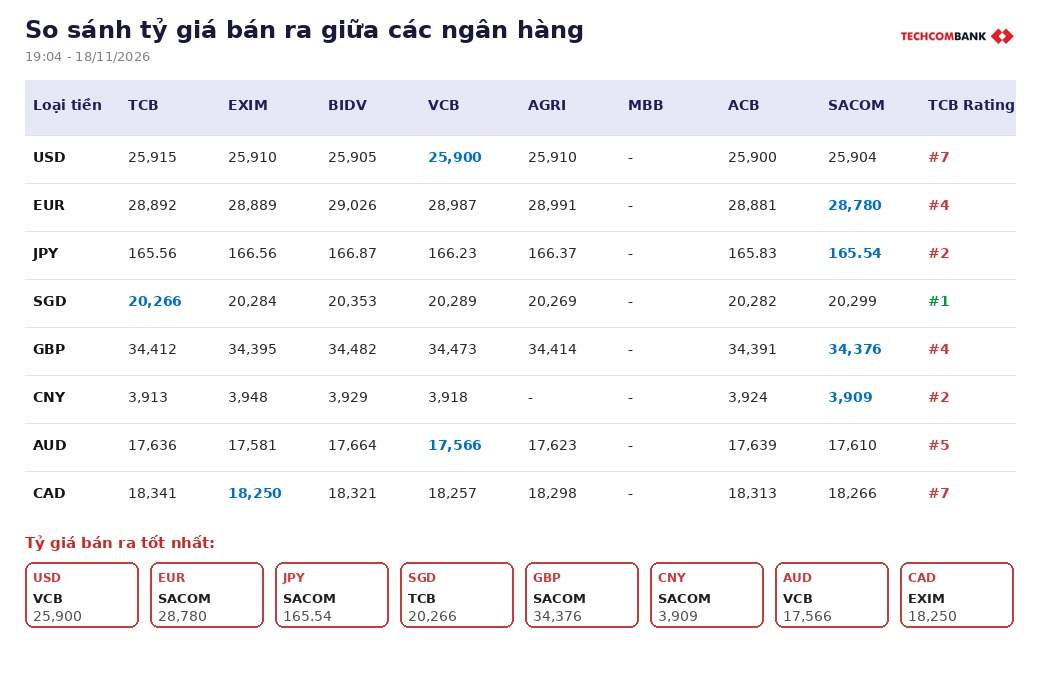 So sánh tỷ giá bán ra giữa các ngân hàng
19:04 - 18/11/2026
TECHCOMBANK
Loại tiền TCB EXIM BIDV VCB AGRI MBB ACB SACOM TCB Rating
USD 25,915 25,910 25,905 25,900 25,910 - 25,900 25,904 #7
EUR 28,892 28,889 29,026 28,987 28,991 - 28,881 28,780 #4
JPY 165.56 166.56 166.87 166.23 166.37 - 165.83 165.54 #2
SGD 20,266 20,284 20,353 20,289 20,269 - 20,282 20,299 #1
GBP 34,412 34,395 34,482 34,473 34,414 - 34,391 34,376 #4
CNY 3,913 3,948 3,929 3,918 - - 3,924 3,909 #2
AUD 17,636 17,581 17,664 17,566 17,623 - 17,639 17,610 #5
CAD 18,341 18,250 18,321 18,257 18,298 - 18,313 18,266 #7
Tỷ giá bán ra tốt nhất:
USD EUR JPY SGD GBP CNY AUD CAD
VCB SACOM SACOM TCB SACOM SACOM VCB EXIM
25,900 28,780 165.54 20,266 34,376 3,909 17,566 18,250